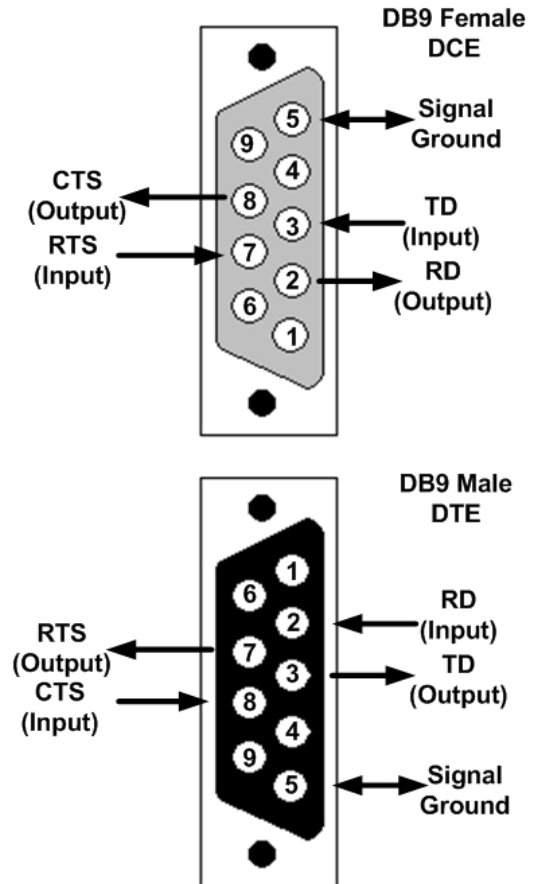 DB9 Female
DCE
5
Signal
Ground
9
4
CTS
(Output)
8
3
TD
(Input)
RTS
(Input)
7
2
RD
(Output)
6
1
DB9 Male
DTE
1
6
2
RD
(Input)
RTS
(Output)
7
3
TD
(Output)
CTS
(Input)
8
4
9
5
Signal
Ground